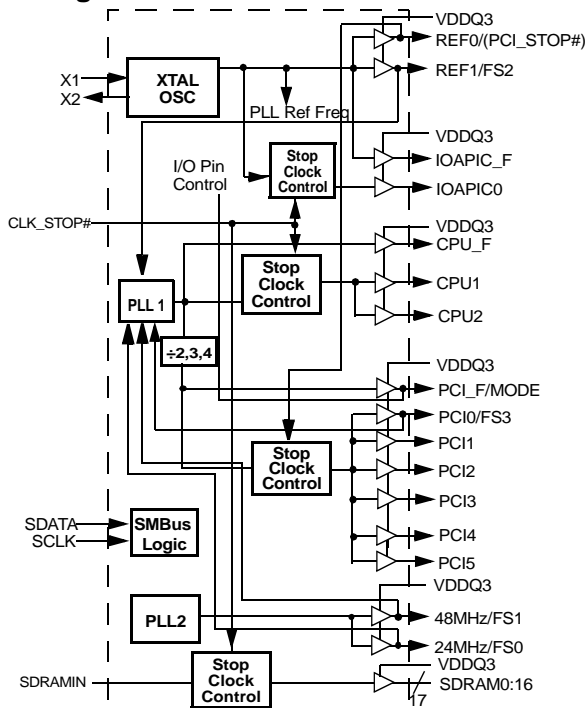 VDDQ3
REF0/(PCI_STOP#)
X1
XTAL
OSC
REF1/FS2
X2
PLL Ref Freq
VDDQ3
I/O Pin
Control
Stop
Clock
Control
IOAPIC_F
IOAPIC0
CLK_STOP#
VDDQ3
CPU_F
Stop
Clock
Control
CPU1
PLL 1
CPU2
÷2,3,4
VDDQ3
PCI_F/MODE
PCI0/FS3
Stop
Clock
Control
PCI1
PCI2
PCI3
SDATA
SCLK
SMBus
Logic
PCI4
PCI5
VDDQ3
PLL2
48MHz/FS1
24MHz/FS0
VDDQ3
SDRAMIN
Stop
Clock
Control
SDRAM0:16
17